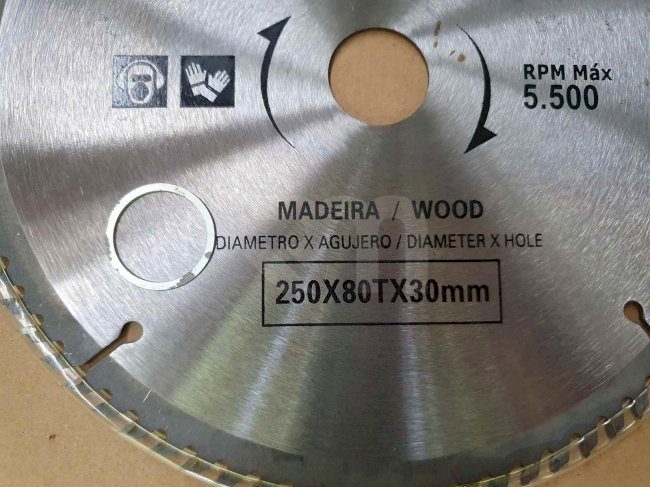 RPM Máx
5.500
MADEIRA / WOOD
DIAMETRO X AGUJERO / DIAMETER X HOLE
250X80TX30mm